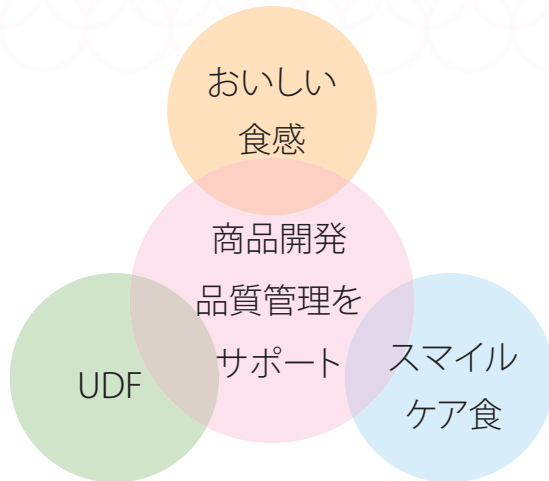 おいしい
食感
商品開発
品質管理を
サポート
UDF
スマイル
ケア食